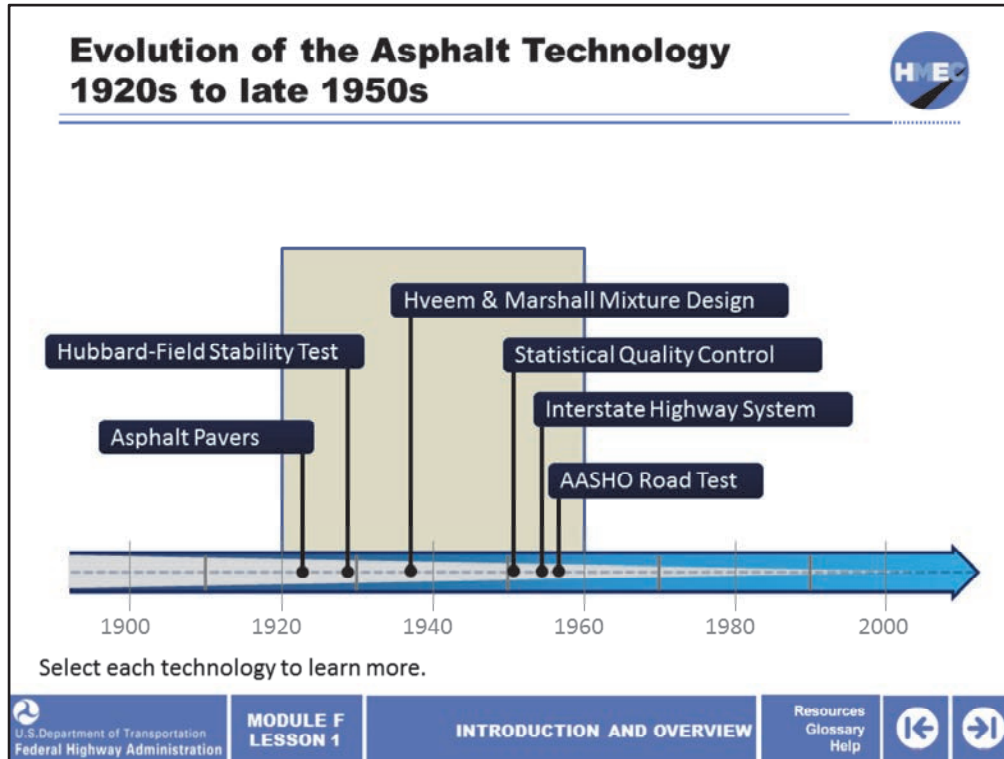 Evolution of the Asphalt Technology
1920s to late 1950s
HMEC
Hveem & Marshall Mixture Design
Hubbard-Field Stability Test
Statistical Quality Control
Interstate Highway System
Asphalt Pavers
AASHO Road Test
1900
1920
1940
1960
1980
2000
Select each technology to learn more.
U.S.Department of Transportation
Federal Highway Administration
MODULE F
LESSON 1
INTRODUCTION AND OVERVIEW
Resources
Glossary
Help